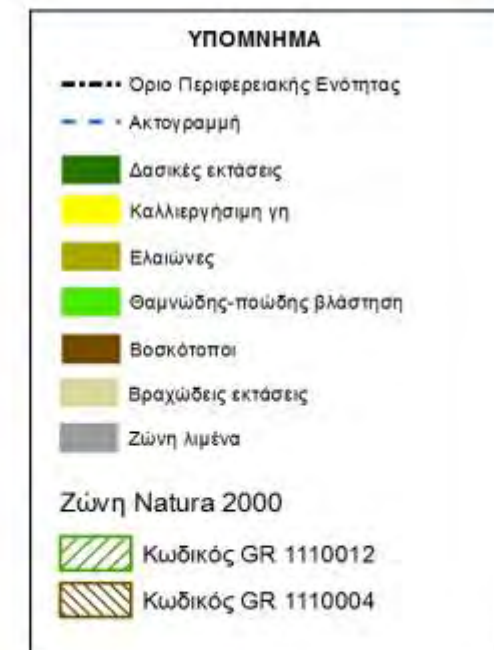 ΥΠΟΜΝΗΜΑ
Όριο Περιφερειακής Ενότητας
Ακτογραμμή
Δασικές εκτάσεις
Καλλιεργήσιμη γη
Ελαιώνες
Θαμνώδης-ποώδης βλάστηση
Βοσκότοποι
Βραχώδεις εκτάσεις
Ζώνη λιμένα
Ζώνη Natura 2000
Κωδικός GR 1110012
Κωδικός GR 1110004